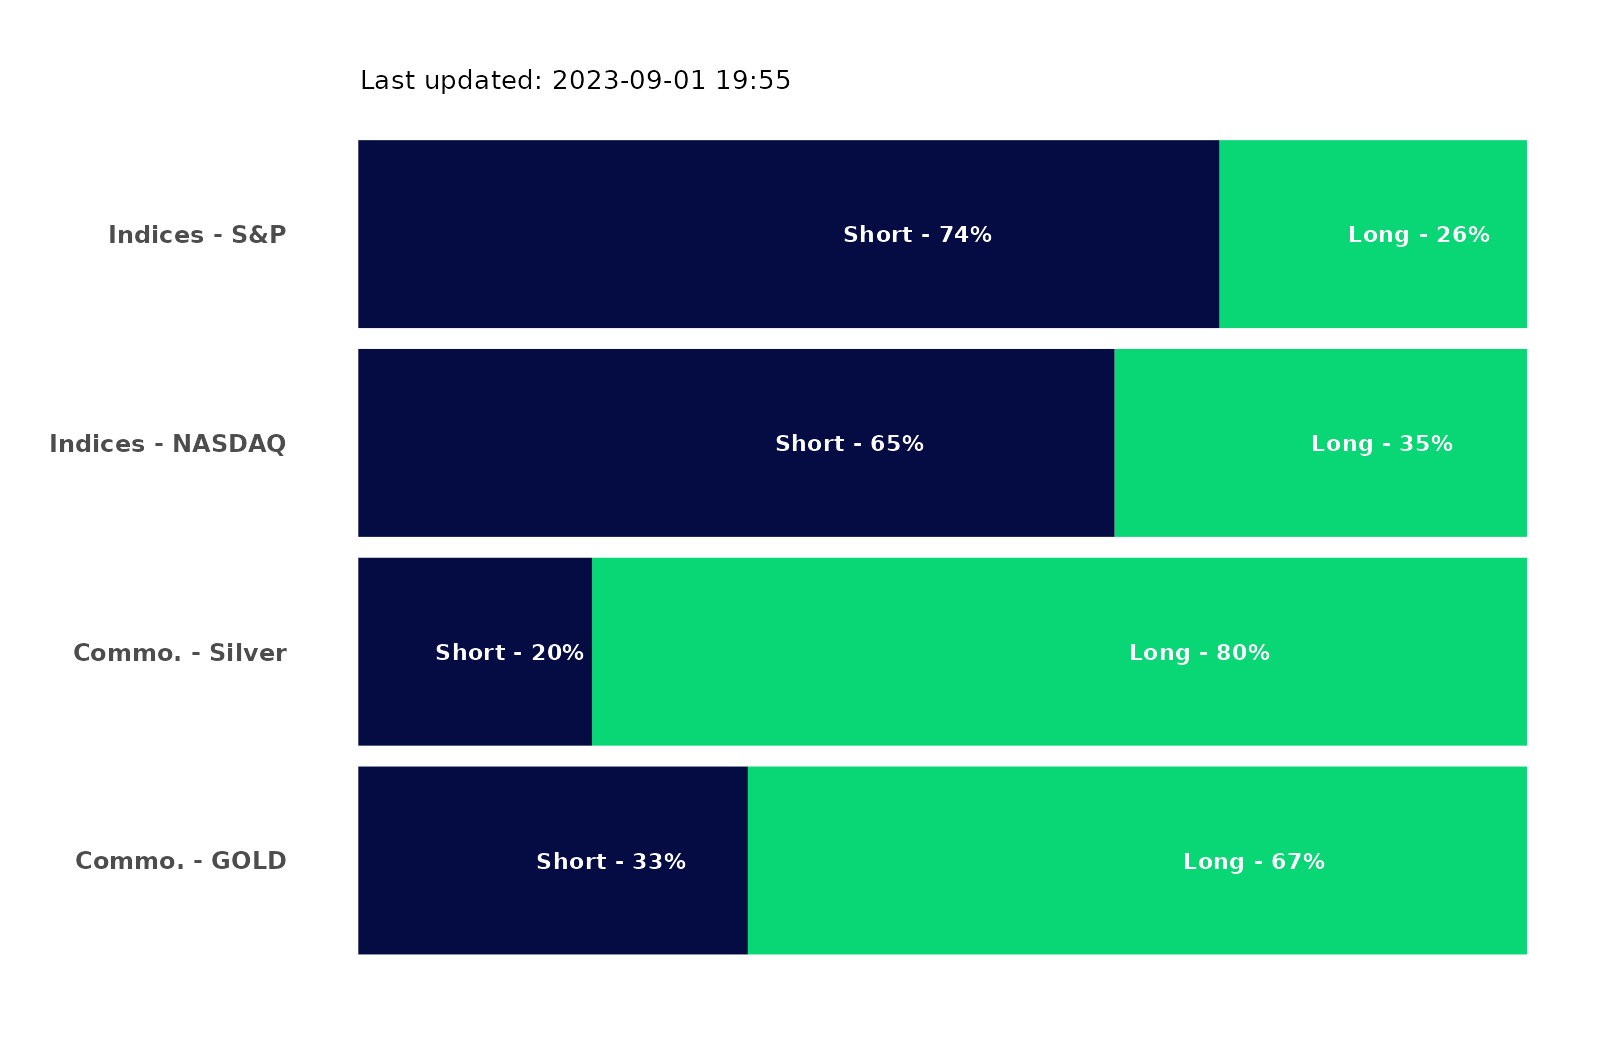 Last updated: 2023-09-01 19:55
Indices - S&P Short - 74% Long - 26%
Indices - NASDAQ Short - 65% Long - 35%
Commo. - Silver Short - 20% Long - 80%
Commo. - GOLD Short - 33% Long - 67%